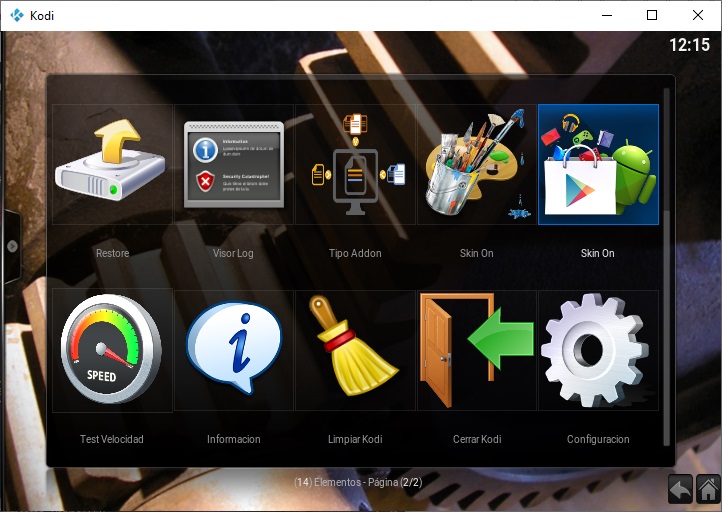 Kodi
12:15
Information
Security Catastrophe!
Restore
Visor Log
Tipo Addon
Skin On
Skin On
SPEED
Test Velocidad
Informacion
Limpiar Kodi
Cerrar Kodi
Configuracion
(14) Elementos - Página (2/2)